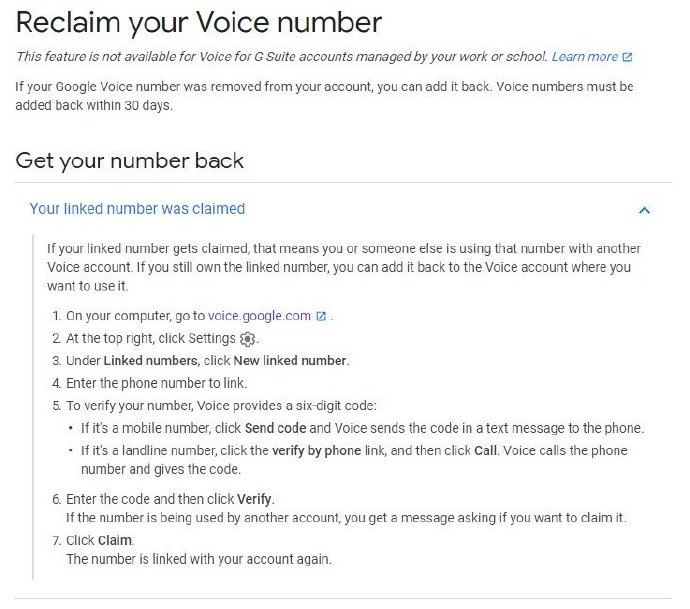 Reclaim your Voice number
This feature is not available for Voice for G Suite accounts managed by your work or school. Learn more
If your Google Voice number was removed from your account, you can add it back. Voice numbers must be
added back within 30 days.
Get your number back
Your linked number was claimed
If your linked number gets claimed, that means you or someone else is using that number with another
Voice account. If you still own the linked number, you can add it back to the Voice account where you
want to use it.
1. On your computer, go to voice.google.com .
2. At the top right, click Settings .
3. Under Linked numbers, click New linked number.
4. Enter the phone number to link.
5. To verify your number, Voice provides a six-digit code:
• If it's a mobile number, click Send code and Voice sends the code in a text message to the phone.
• If it's a landline number, click the verify by phone link, and then click Call. Voice calls the phone
number and gives the code.
6. Enter the code and then click Verify.
If the number is being used by another account, you get a message asking if you want to claim it.
7. Click Claim.
The number is linked with your account again.